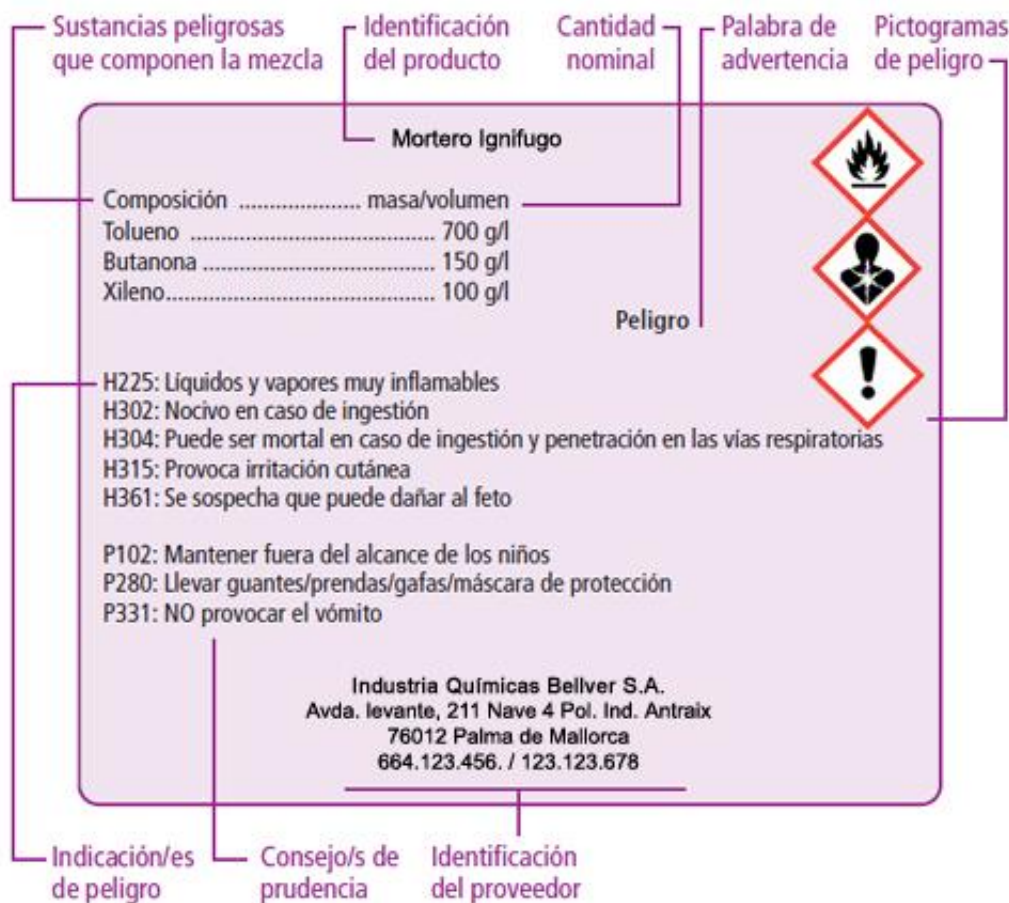 Sustancias peligrosas
que componen la mezcla
Identificación
del producto
Cantidad
nominal
Palabra de
advertencia
Pictogramas
de peligro
Mortero Ignifugo
Composición .................... masa/volumen
Tolueno ........................................ 700 g/l
Butanona ...................................... 150 g/l
Xileno............................................ 100 g/l
Peligro
H225: Líquidos y vapores muy inflamables
H302: Nocivo en caso de ingestión
H304: Puede ser mortal en caso de ingestión y penetración en las vías respiratorias
H315: Provoca irritación cutánea
H361: Se sospecha que puede dañar al feto
P102: Mantener fuera del alcance de los niños
P280: Llevar guantes/prendas/gafas/máscara de protección
P331: NO provocar el vómito
Industria Químicas Bellver S.A.
Avda. levante, 211 Nave 4 Pol. Ind. Antraix
76012 Palma de Mallorca
664.123.456. / 123.123.678
Indicación/es
de peligro
Consejo/s de
prudencia
Identificación
del proveedor